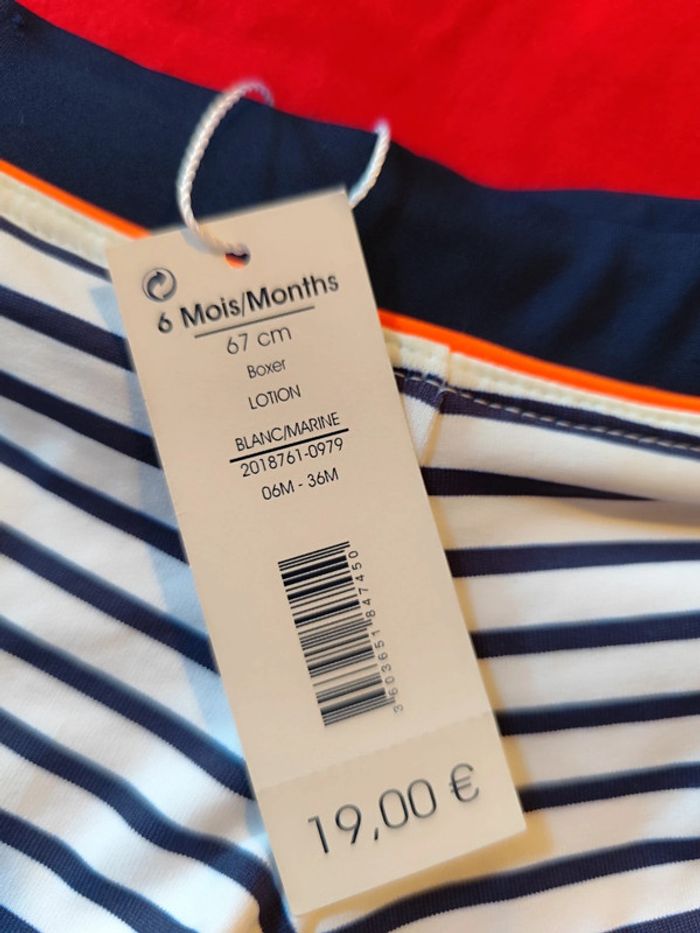 6 Mois/Months
67 cm
Boxer
LOTION
BLANC/MARINE
2018761-0979
06M - 36M
3603651847450
19,00 €